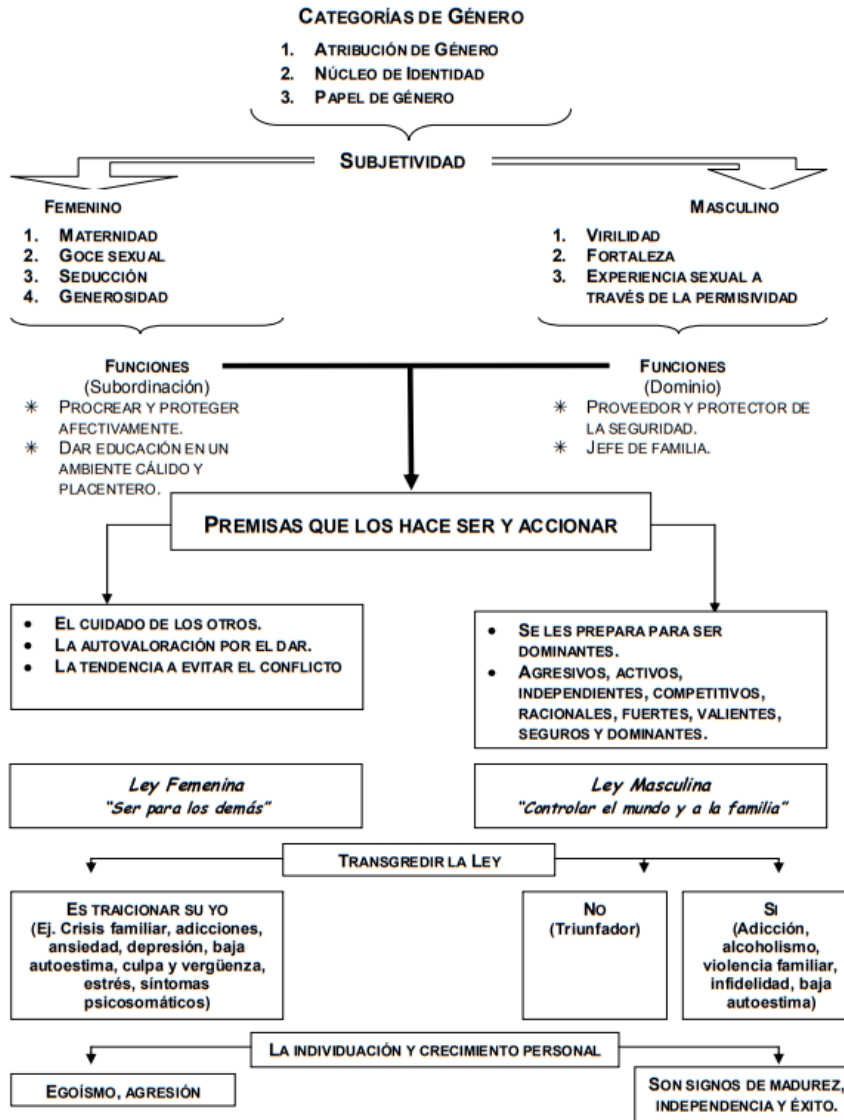 CATEGORÍAS DE GÉNERO
1. ATRIBUCIÓN DE GÉNERO
2. NÚCLEO DE IDENTIDAD
3. PAPEL DE GÉNERO
SUBJETIVIDAD
FEMENINO
1. MATERNIDAD
2. GOCE SEXUAL
3. SEDUCCIÓN
4. GENEROSIDAD
MASCULINO
1. VIRILIDAD
2. FORTALEZA
3. EXPERIENCIA SEXUAL A
TRAVÉS DE LA PERMISIVIDAD
FUNCIONES
(Subordinación)
✳ PROCREAR Y PROTEGER
AFECTIVAMENTE.
✳ DAR EDUCACIÓN EN UN
AMBIENTE CÁLIDO Y
PLACENTERO.
FUNCIONES
(Dominio)
✳ PROVEEDOR Y PROTECTOR DE
LA SEGURIDAD.
✳ JEFE DE FAMILIA.
PREMISAS QUE LOS HACE SER Y ACCIONAR
• EL CUIDADO DE LOS OTROS.
• LA AUTOVALORACIÓN POR EL DAR.
• LA TENDENCIA A EVITAR EL CONFLICTO
• SE LES PREPARA PARA SER
DOMINANTES.
• AGRESIVOS, ACTIVOS,
INDEPENDIENTES, COMPETITIVOS,
RACIONALES, FUERTES, VALIENTES,
SEGUROS Y DOMINANTES.
Ley Femenina
"Ser para los demás"
Ley Masculina
"Controlar el mundo y a la familia"
TRANSGREDIR LA LEY
ES TRAICIONAR SU YO
(Ej. Crisis familiar, adicciones,
ansiedad, depresión, baja
autoestima, culpa y vergüenza,
estrés, síntomas
psicosomáticos)
NO
(Triunfador)
SI
(Adicción,
alcoholismo,
violencia familiar,
infidelidad, baja
autoestima)
LA INDIVIDUACIÓN Y CRECIMIENTO PERSONAL
EGOÍSMO, AGRESIÓN
SON SIGNOS DE MADUREZ,
INDEPENDENCIA Y ÉXITO.